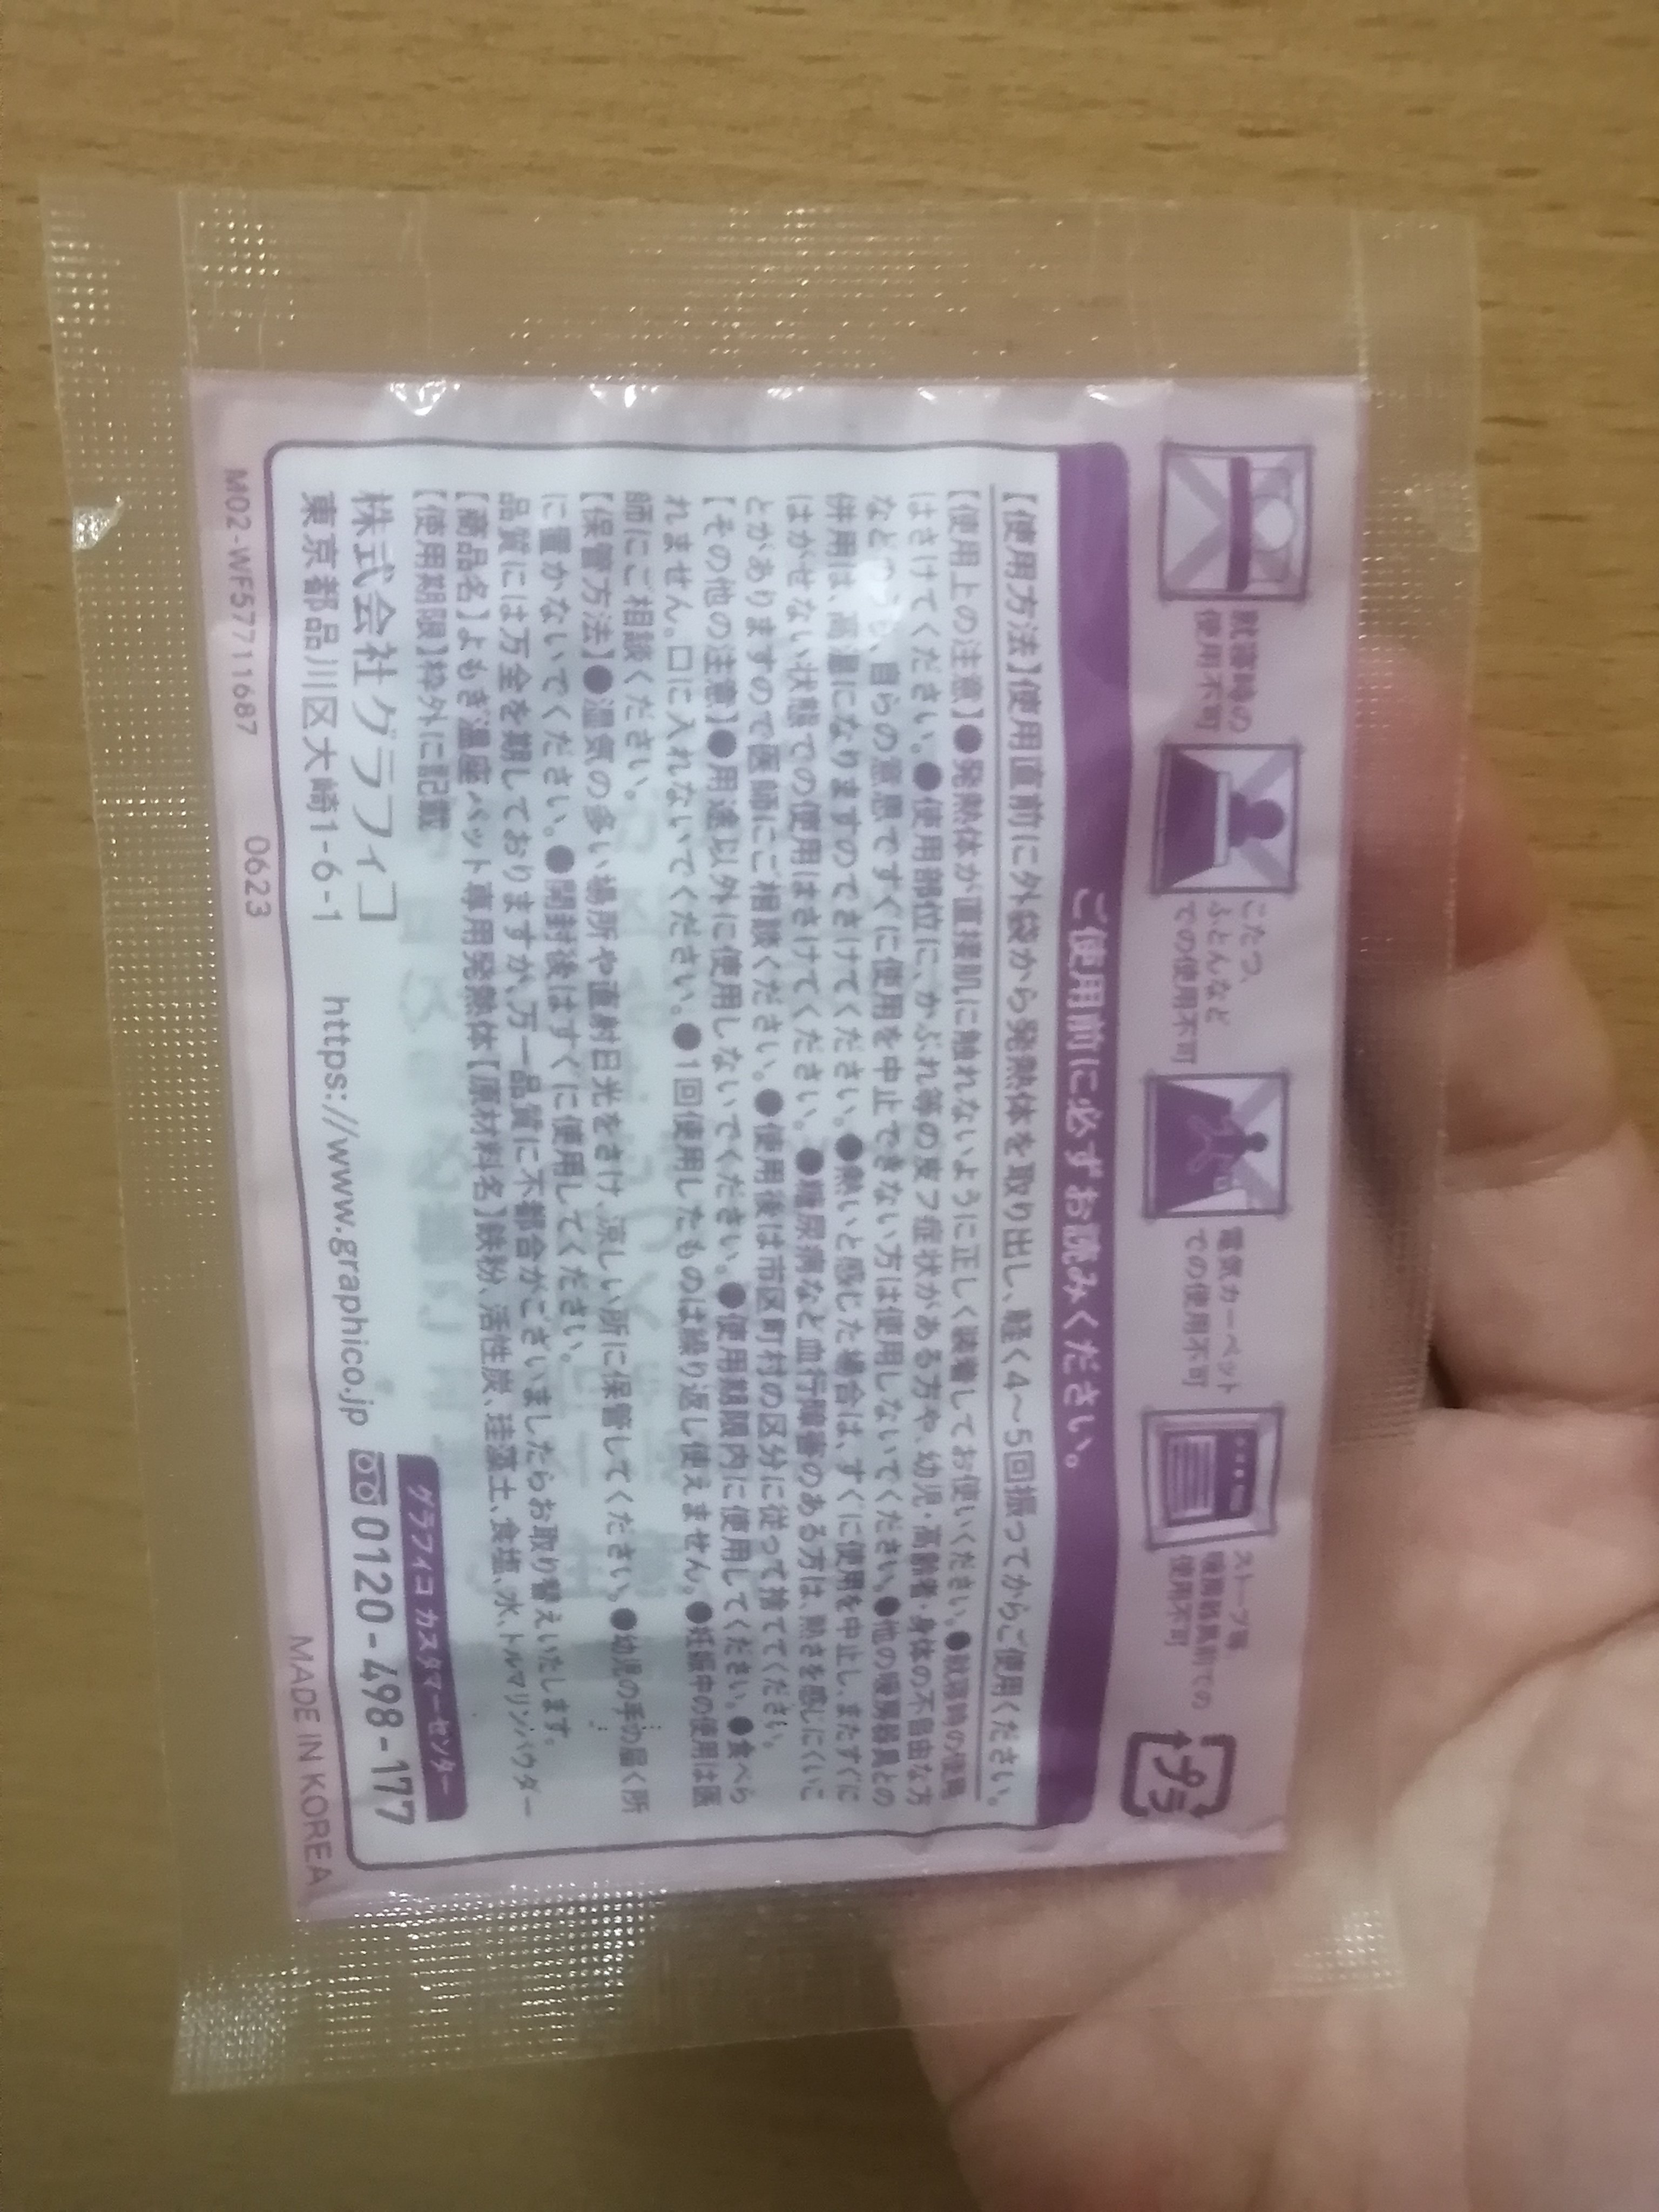 就寝時の
使用不可
こたつ、
ふとんなど
での使用不可
電気カーペット
での使用不可
ストーブ等
暖房器具前での
使用不可
プラ
ご使用前に必ずお読みください。
【使用方法】使用直前に外袋から発熱体を取り出し、軽く4～5回振ってからご使用ください。
【使用上の注意】●発熱体が直接肌に触れないように正しく装着してお使いください。●就寝時の使用
はさけてください。●使用部位に、かぶれ等の皮フ症状がある方や、幼児・高齢者・身体の不自由な方
などのうち、自らの意思ですぐに使用を中止できない方は使用しないでください。●他の暖房器具との
併用は、高温になりますのでさけてください。●熱いと感じた場合は、すぐに使用を中止し、またすぐに
はがせない状態での使用はさけてください。●糖尿病など血行障害のある方は、熱さを感じにくいこ
とがありますので医師にご相談ください。●使用後は市区町村の区分に従って捨ててください。
【その他の注意】●用途以外に使用しないでください。●使用期限内に使用してください。●食べら
れません。口に入れないでください。●1回使用したものは繰り返し使えません。●妊娠中の使用は医
師にご相談ください。
【保管方法】●湿気の多い場所や直射日光をさけ、涼しい所に保管してください。●幼児の手の届く所
に置かないでください。●開封後はすぐに使用してください。
品質には万全を期しておりますが、万一品質に不都合がございましたらお取り替えいたします。
【商品名】よもぎ温座パット専用発熱体【原材料名】鉄粉、活性炭、珪藻土、食塩、水、トルマリンパウダー
【使用期限】枠外に記載
株式会社グラフィコ
東京都品川区大崎1-6-1 https://www.graphico.jp
グラフィコ カスタマーセンター
0120-498-177
M02-WF57711687 0623 MADE IN KOREA